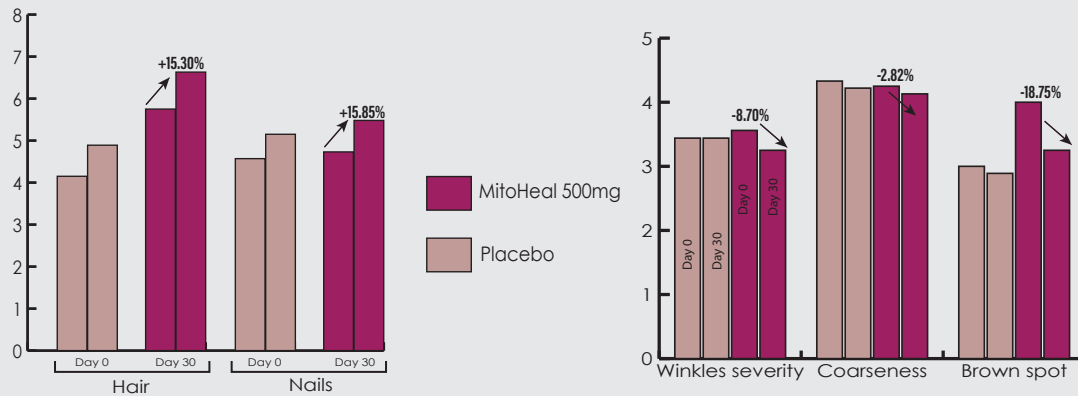 8
7
6
5
4
3
2
1
0
+15.30%
+15.85%
Day 0
Day 30
Day 0
Day 30
Hair
Nails
MitoHeal 500mg
Placebo
5
4
3
2
1
0
-8.70%
-2.82%
-18.75%
Day 0
Day 30
Day 0
Day 30
Winkles severity
Coarseness
Brown spot